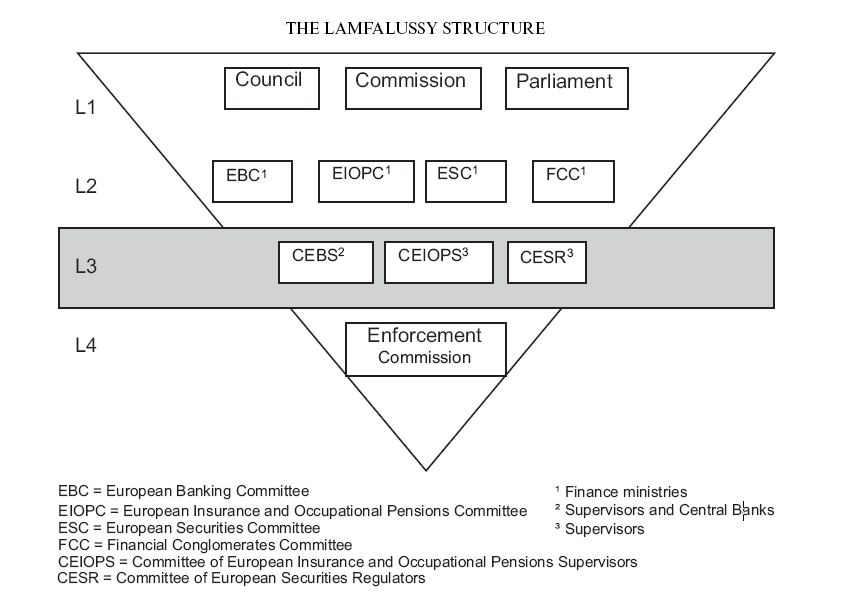 THE LAMFALUSSY STRUCTURE
L1
Council
Commission
Parliament
L2
EBC¹
EIOPC¹
ESC¹
FCC¹
L3
CEBS²
CEIOPS³
CESR³
L4
Enforcement
Commission
EBC = European Banking Committee
EIOPC = European Insurance and Occupational Pensions Committee
ESC = European Securities Committee
FCC = Financial Conglomerates Committee
CEIOPS = Committee of European Insurance and Occupational Pensions Supervisors
CESR = Committee of European Securities Regulators
¹ Finance ministries
² Supervisors and Central Banks
³ Supervisors